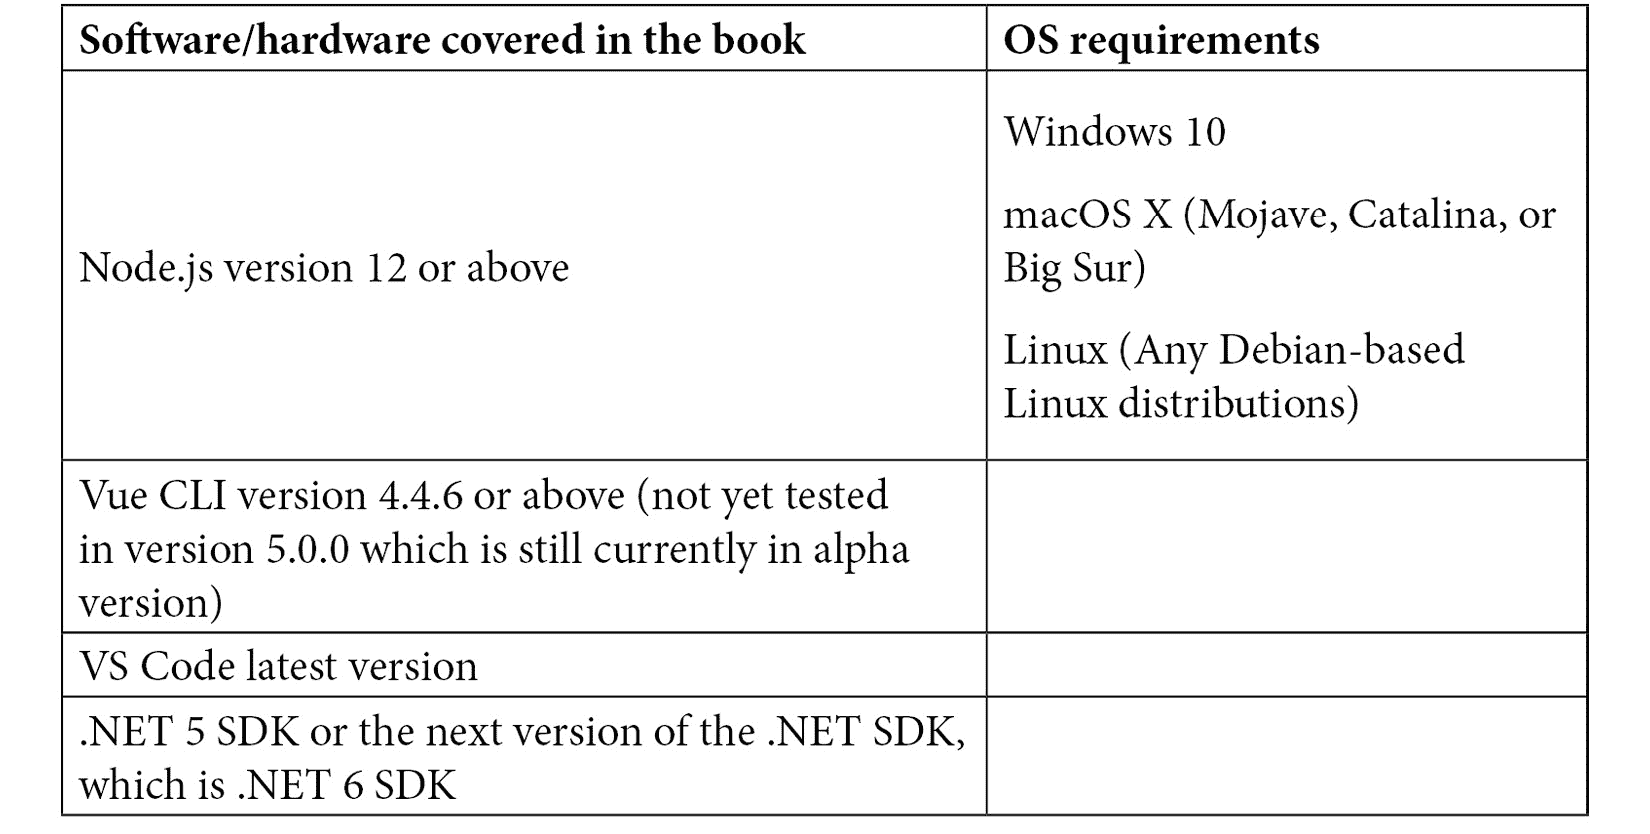 Software/hardware covered in the book
OS requirements
Node.js version 12 or above
Windows 10
macOS X (Mojave, Catalina, or
Big Sur)
Linux (Any Debian-based
Linux distributions)
Vue CLI version 4.4.6 or above (not yet tested
in version 5.0.0 which is still currently in alpha
version)
VS Code latest version
.NET 5 SDK or the next version of the .NET SDK,
which is .NET 6 SDK